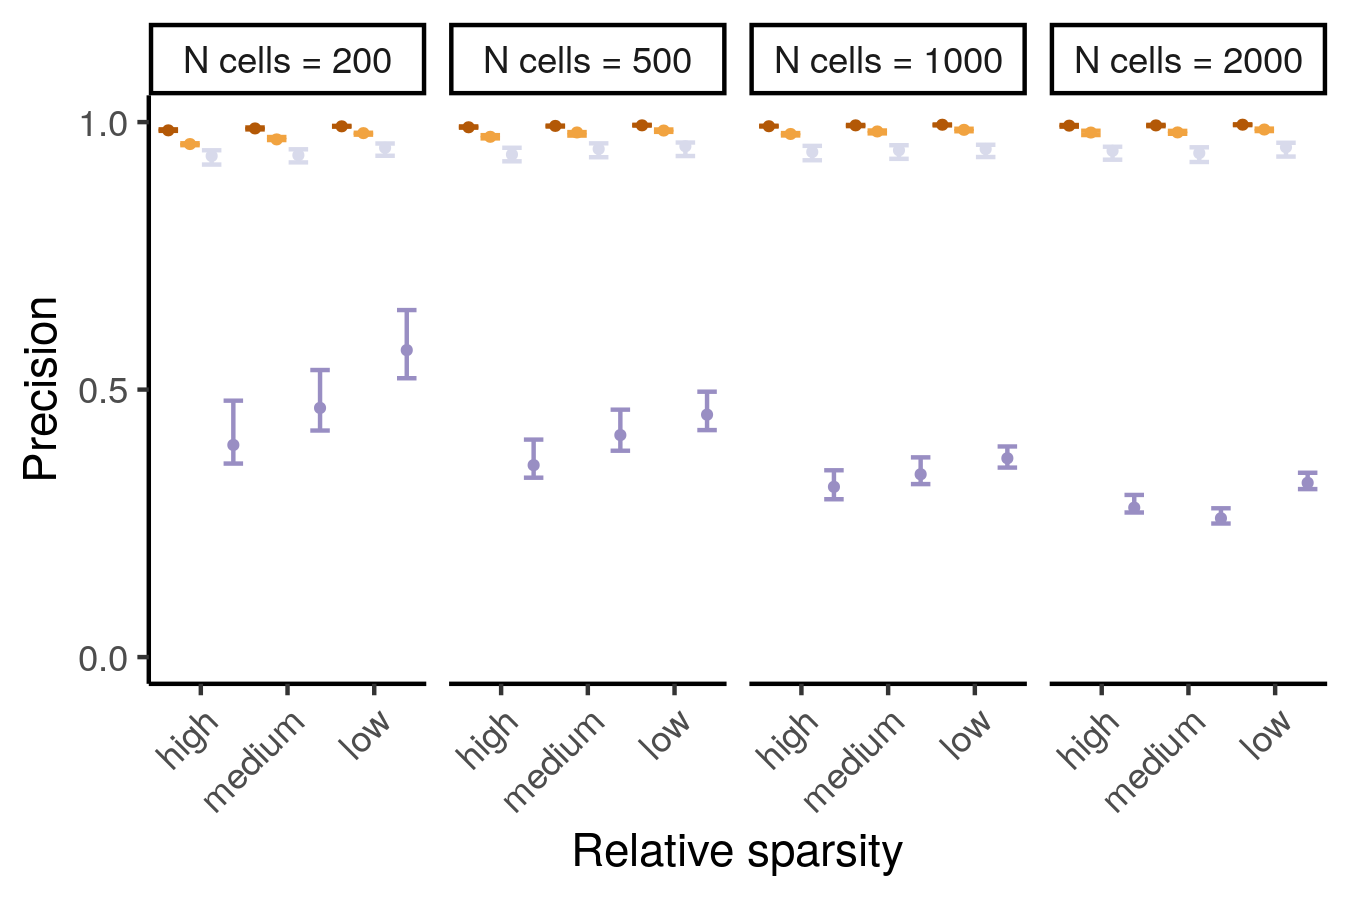 N cells = 200
N cells = 500
N cells = 1000
N cells = 2000
1.0
0.5
0.0
Precision
high
medium
low
high
medium
low
high
medium
low
high
medium
low
Relative sparsity